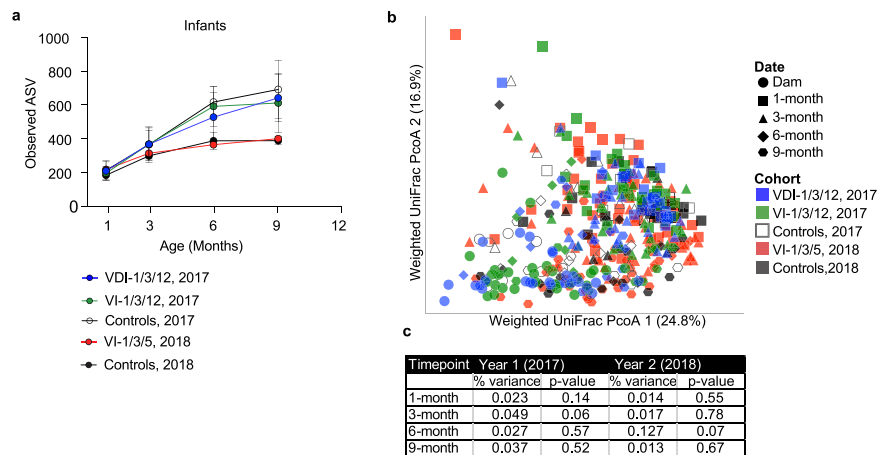 a
Infants
1000
800
600
400
200
0
Observed ASV
1 3 6 9 12
Age (Months)
VDI-1/3/12, 2017
VI-1/3/12, 2017
Controls, 2017
VI-1/3/5, 2018
Controls, 2018
b
Weighted UniFrac PcoA 2 (16.9%)
Weighted UniFrac PcoA 1 (24.8%)
Date
Dam
1-month
3-month
6-month
9-month
Cohort
VDI-1/3/12, 2017
VI-1/3/12, 2017
Controls, 2017
VI-1/3/5, 2018
Controls,2018
c
Timepoint Year 1 (2017) Year 2 (2018)
% variance p-value % variance p-value
1-month 0.023 0.14 0.014 0.55
3-month 0.049 0.06 0.017 0.78
6-month 0.027 0.57 0.127 0.07
9-month 0.037 0.52 0.013 0.67